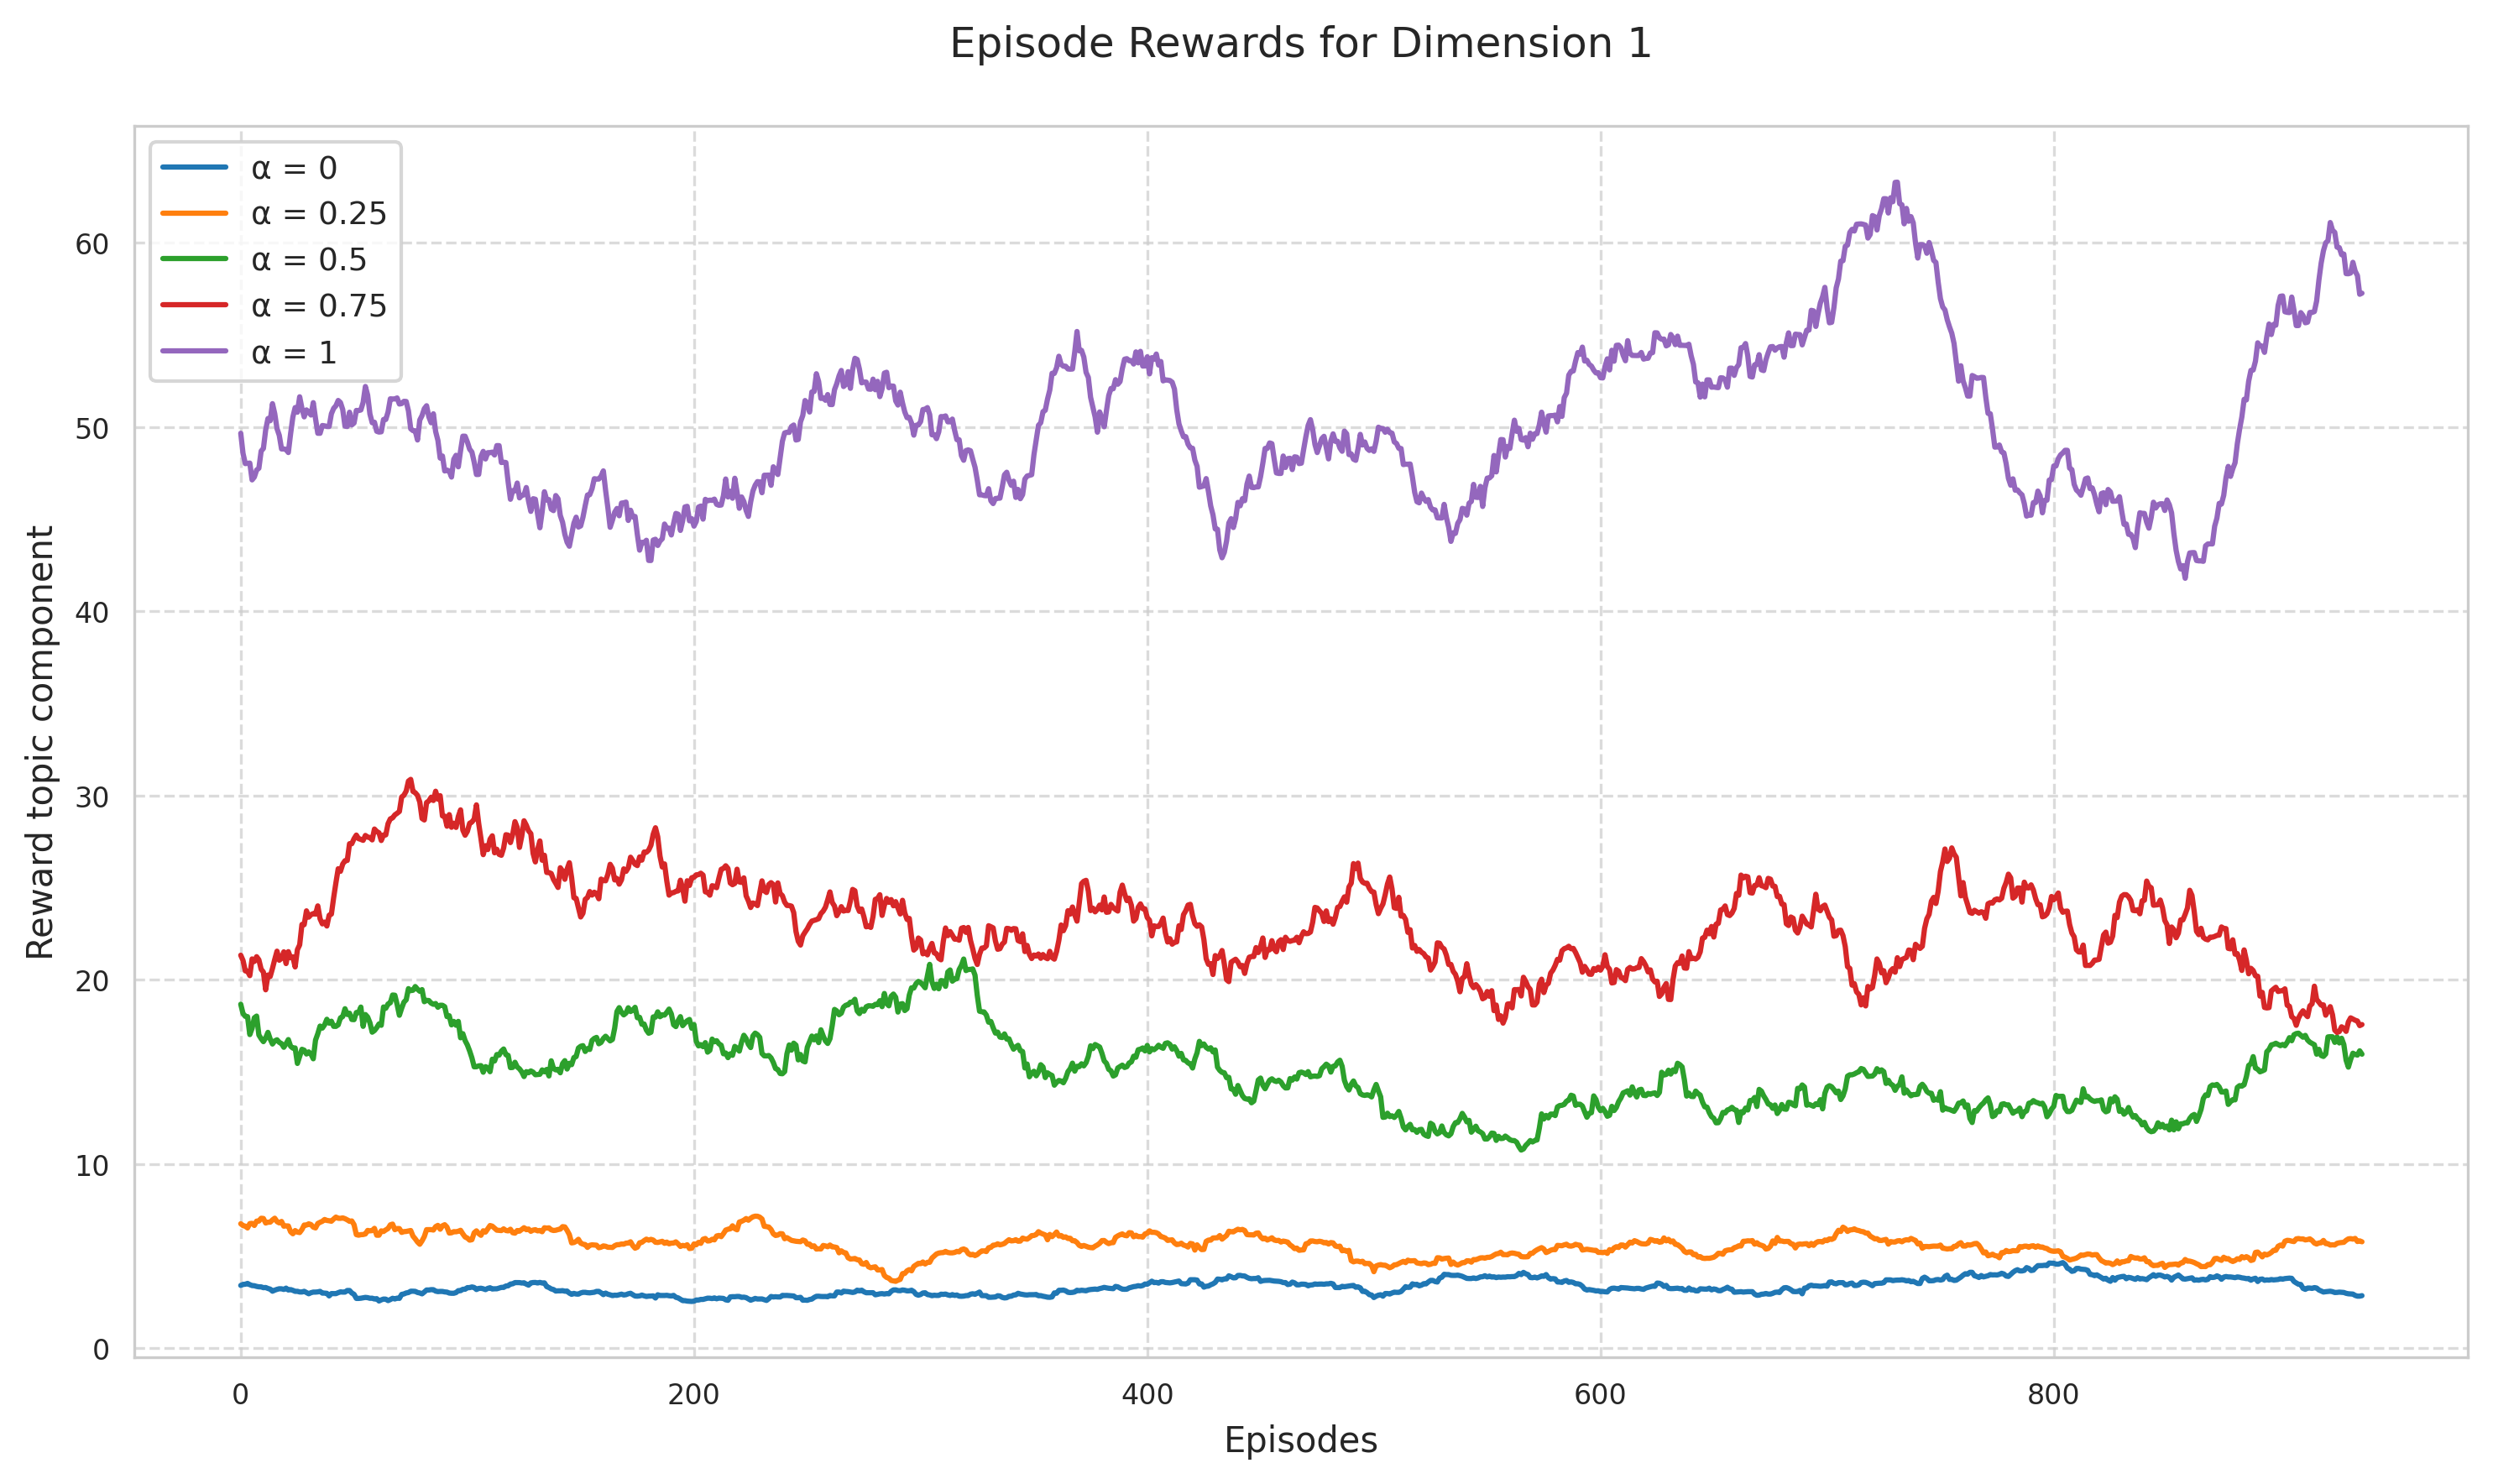 Episode Rewards for Dimension 1
α = 0
α = 0.25
α = 0.5
α = 0.75
α = 1
Reward topic component
60
50
40
30
20
10
0
0 200 400 600 800
Episodes